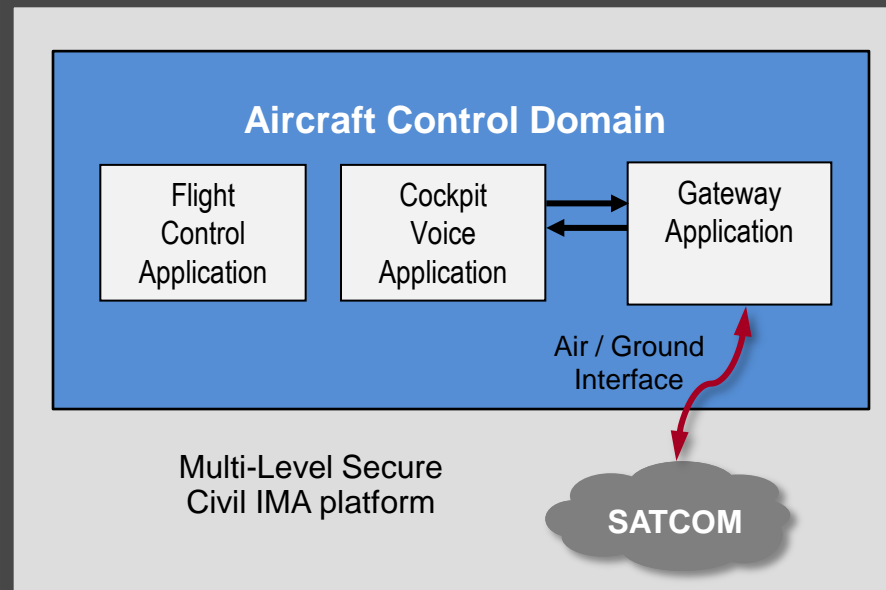 Aircraft Control Domain
Flight
Control
Application
Cockpit
Voice
Application
Gateway
Application
Air / Ground
Interface
Multi-Level Secure
Civil IMA platform
SATCOM